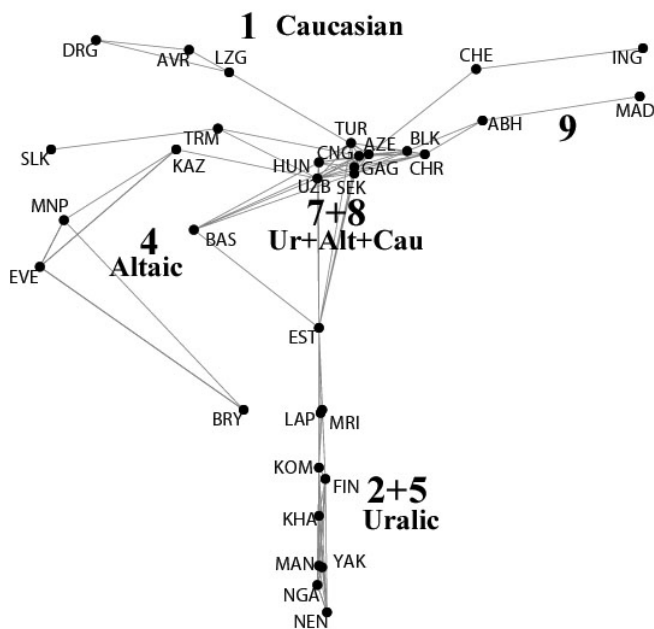 1 Caucasian
DRG
AVR
LZG
CHE
ING
MAD
ABH
9
TUR
AZE
BLK
TRM
CNG
SLK
KAZ
HUN
GAG
CHR
UZB
SEK
MNP
7+8
4
BAS
Ur+Alt+Cau
Altaic
EVE
EST
BRY
LAP
MRI
KOM
FIN
2+5
KHA
Uralic
MAN
YAK
NGA
NEN